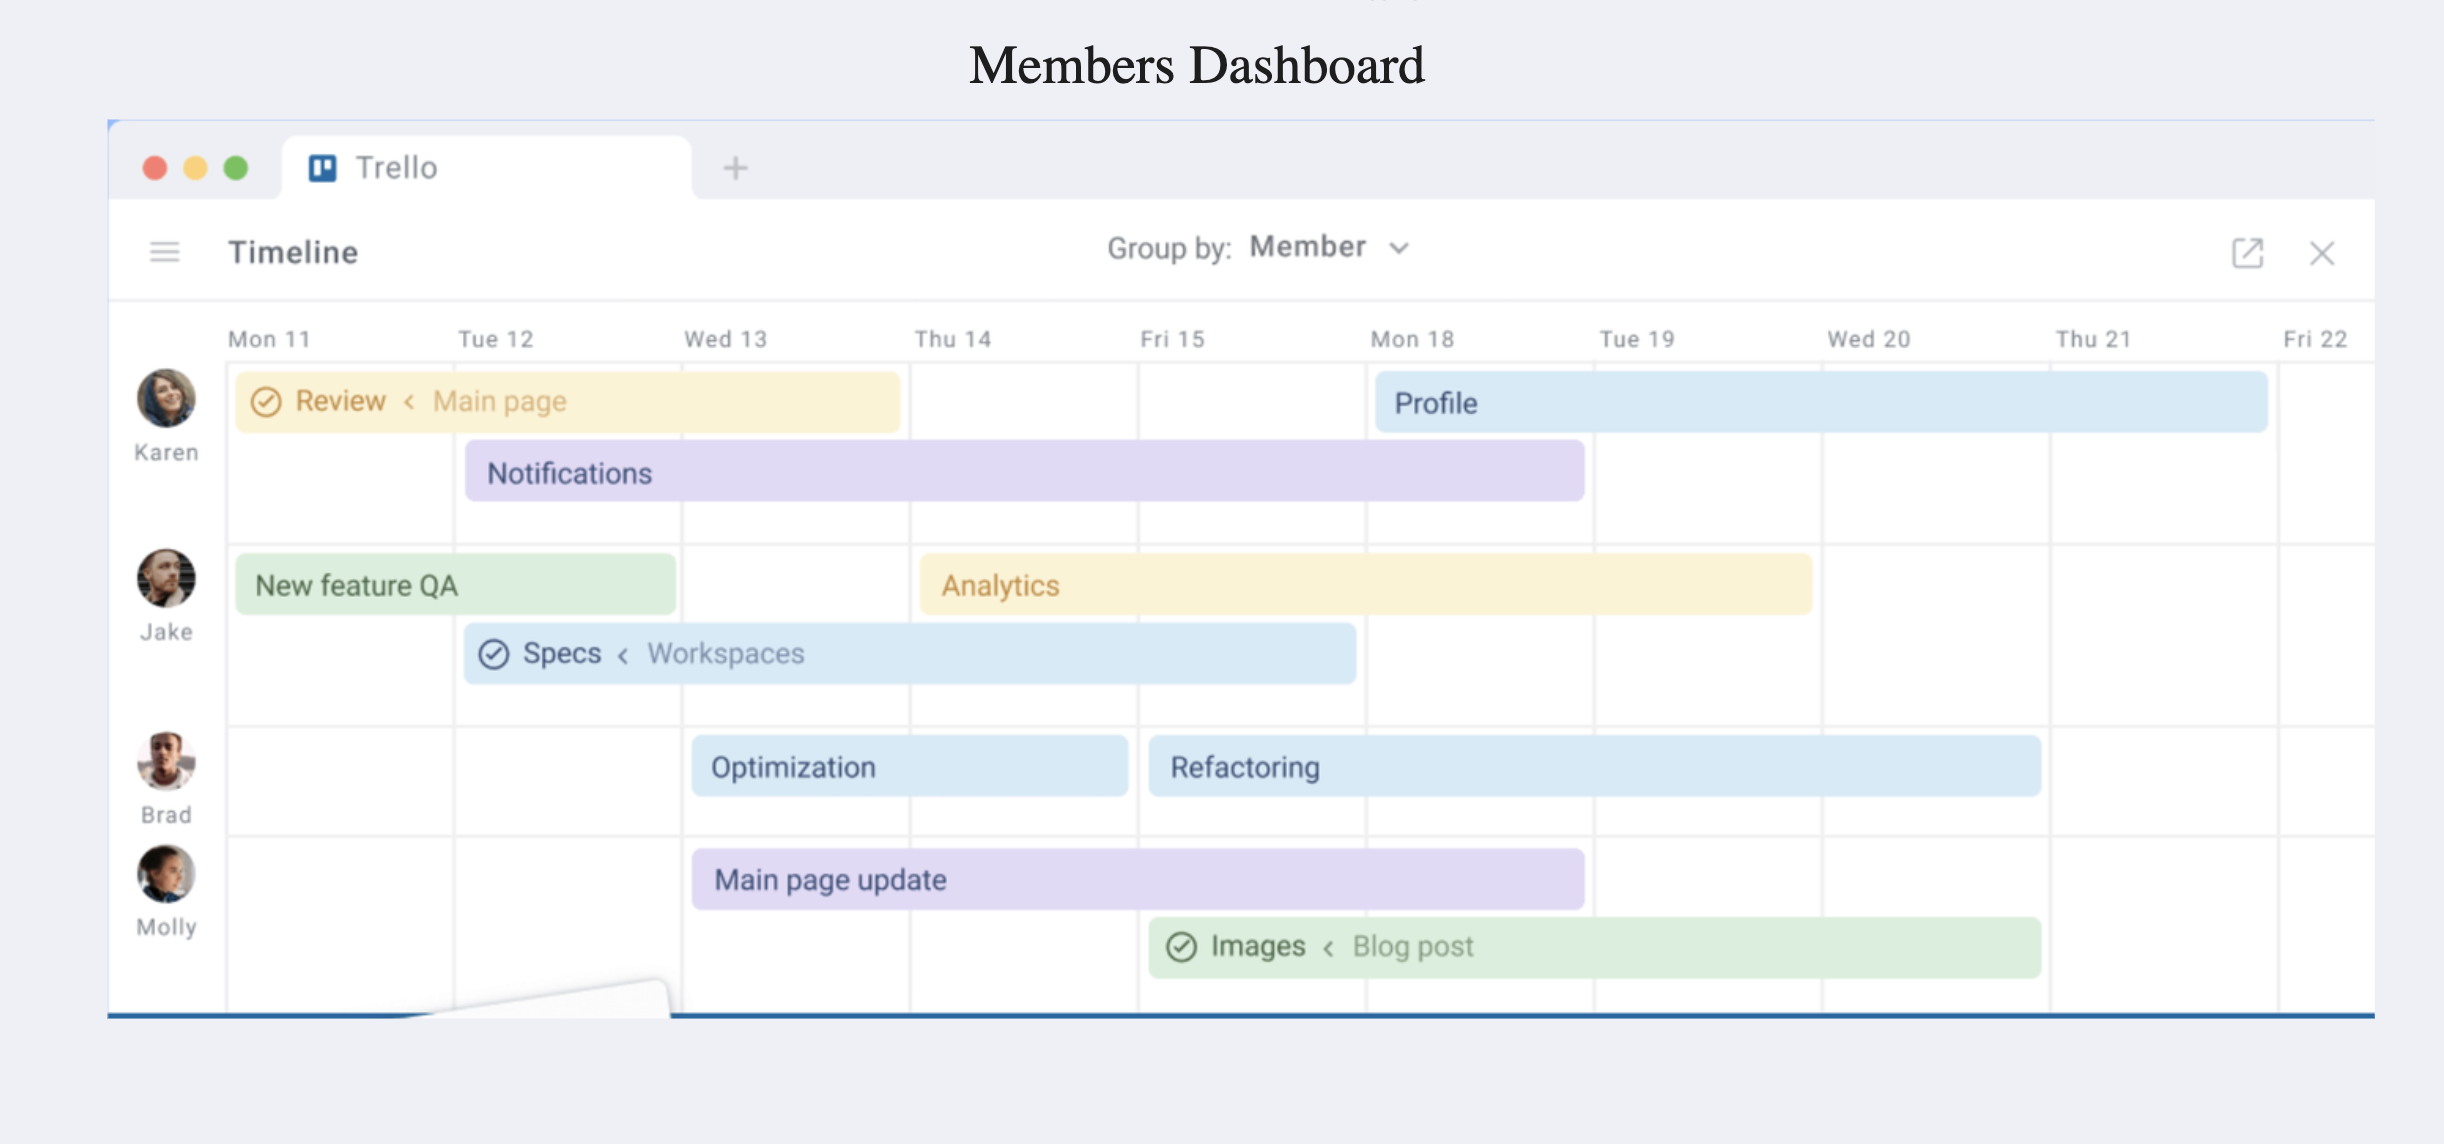 Members Dashboard
Trello
Timeline
Group by: Member
Mon 11 Tue 12 Wed 13 Thu 14 Fri 15 Mon 18 Tue 19 Wed 20 Thu 21 Fri 22
Karen
Review < Main page
Profile
Notifications
Jake
New feature QA
Analytics
Specs < Workspaces
Brad
Optimization
Refactoring
Molly
Main page update
Images < Blog post